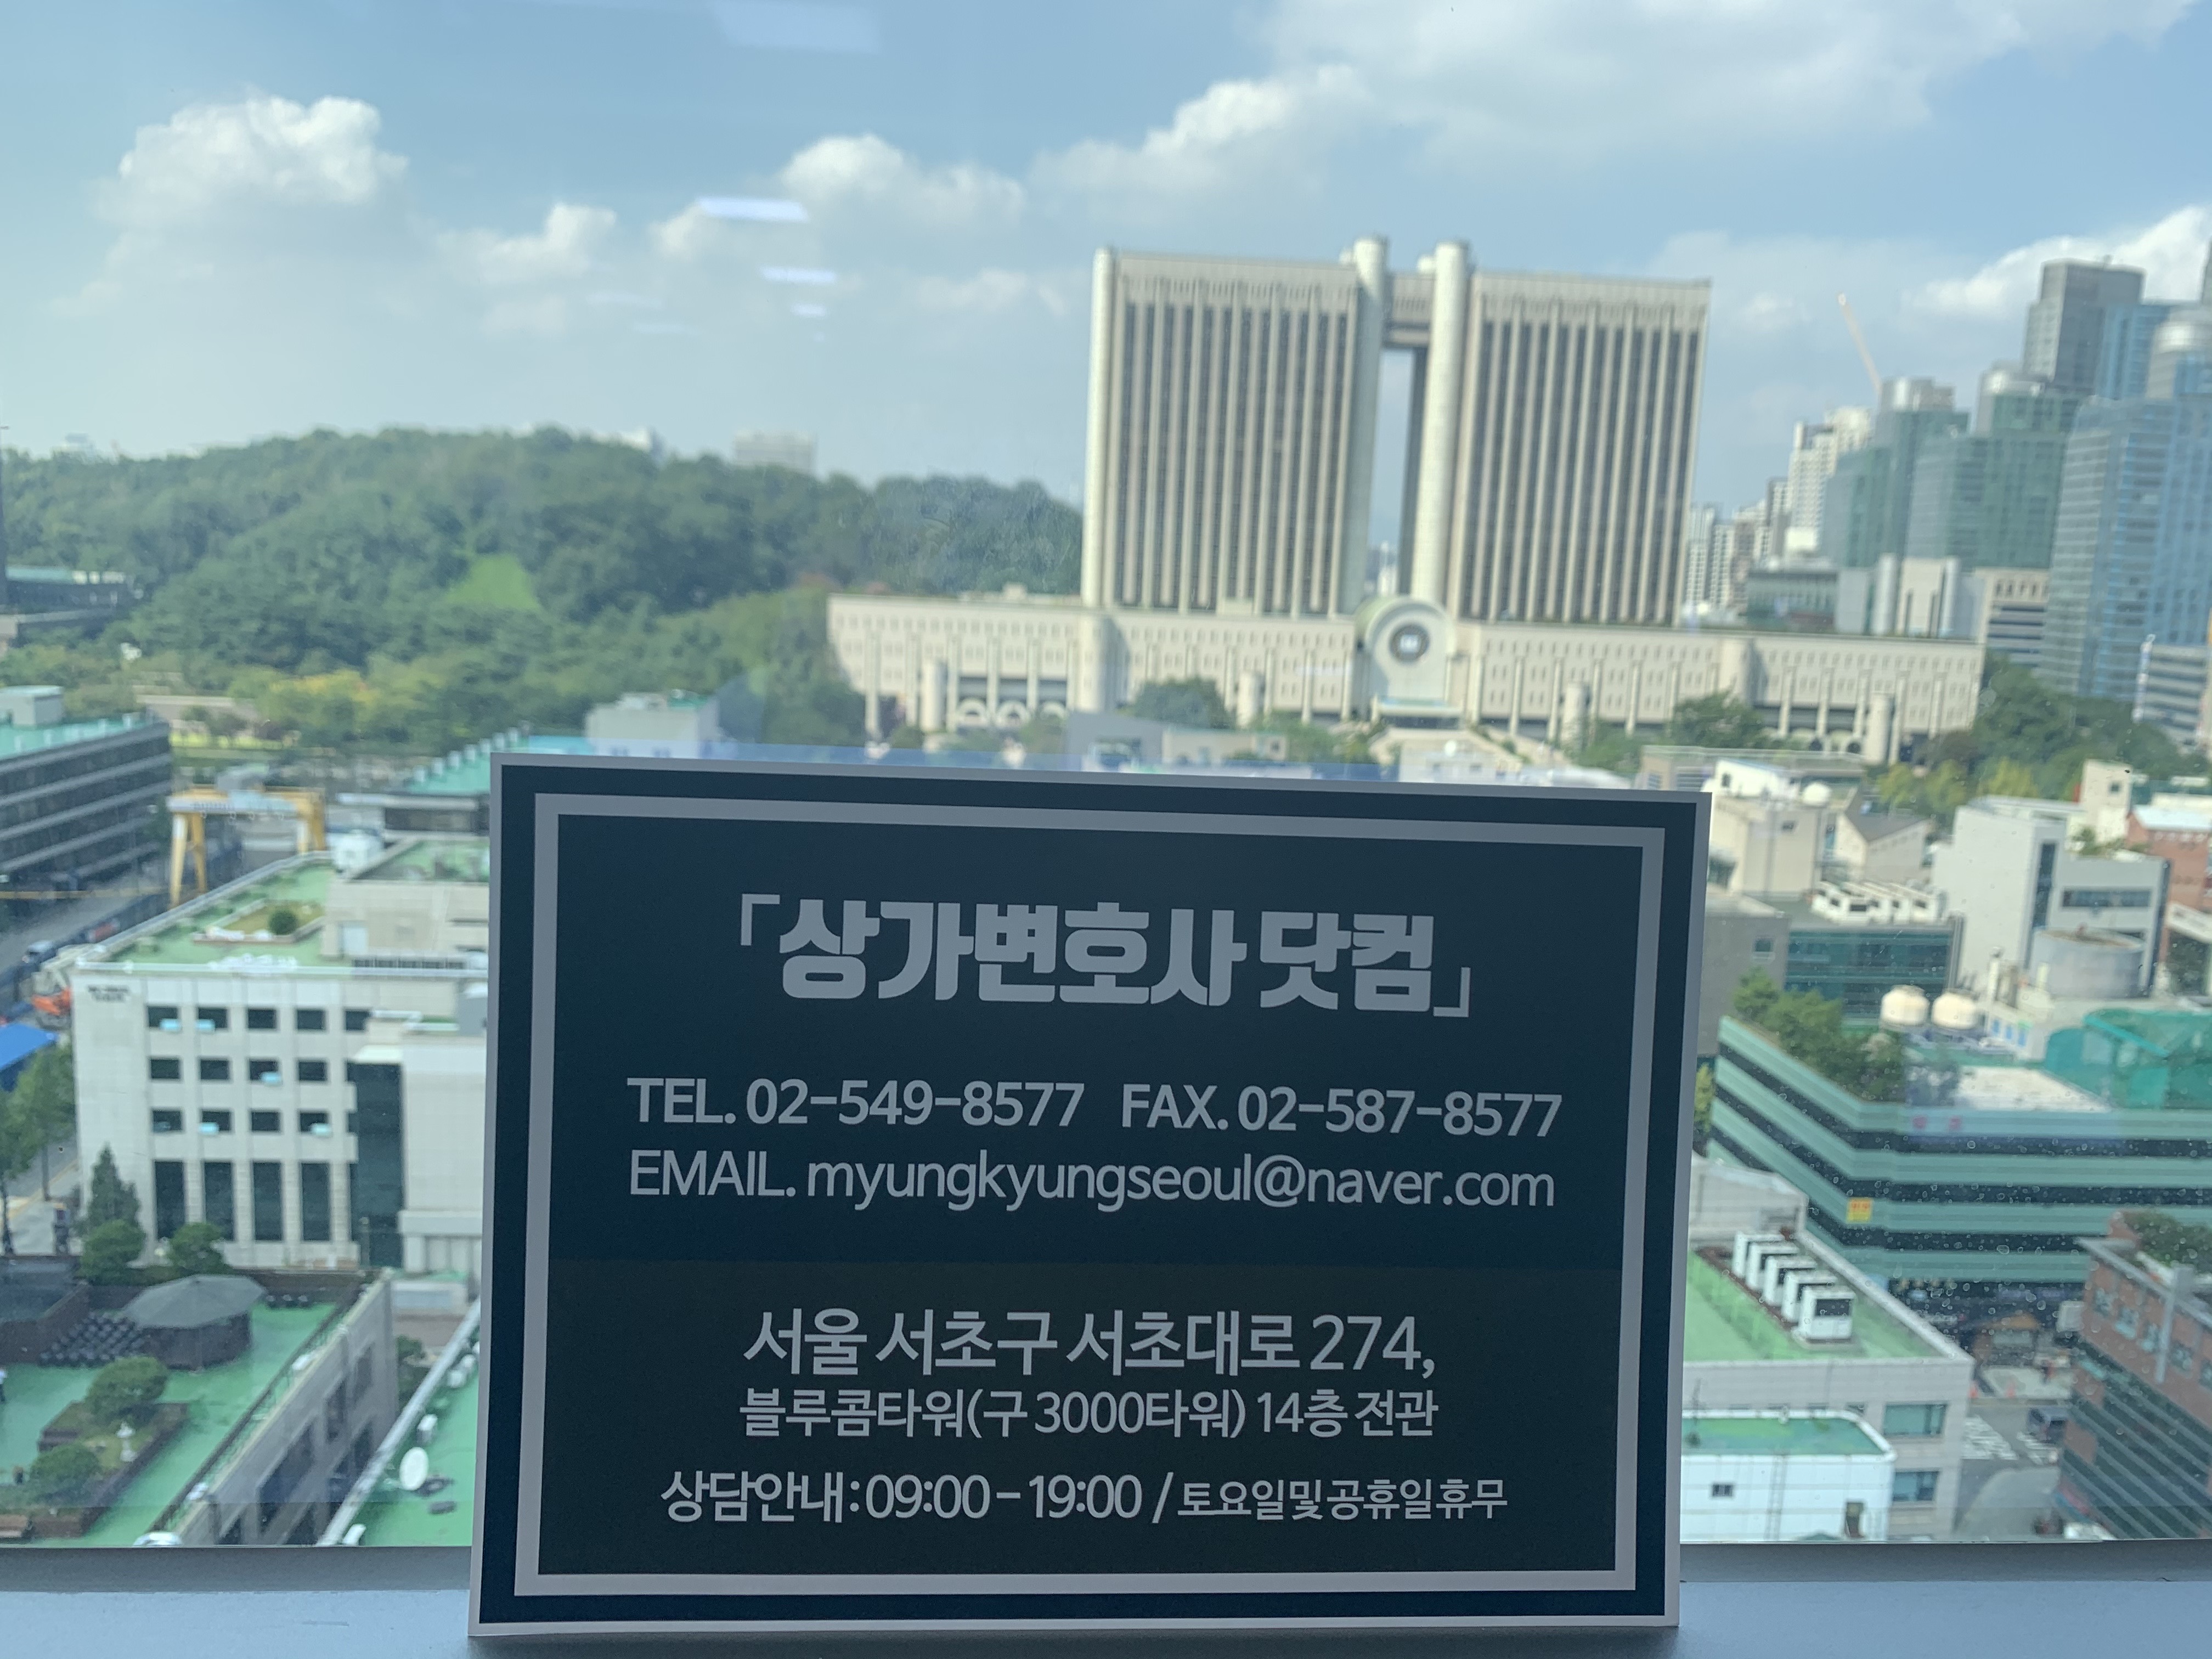 「상가변호사 닷컴」
TEL. 02-549-8577 FAX. 02-587-8577
EMAIL. myungkyungseoul@naver.com
서울 서초구 서초대로 274,
블루콤타워(구 3000타워) 14층 전관
상담안내: 09:00 - 19:00 / 토요일 및 공휴일 휴무